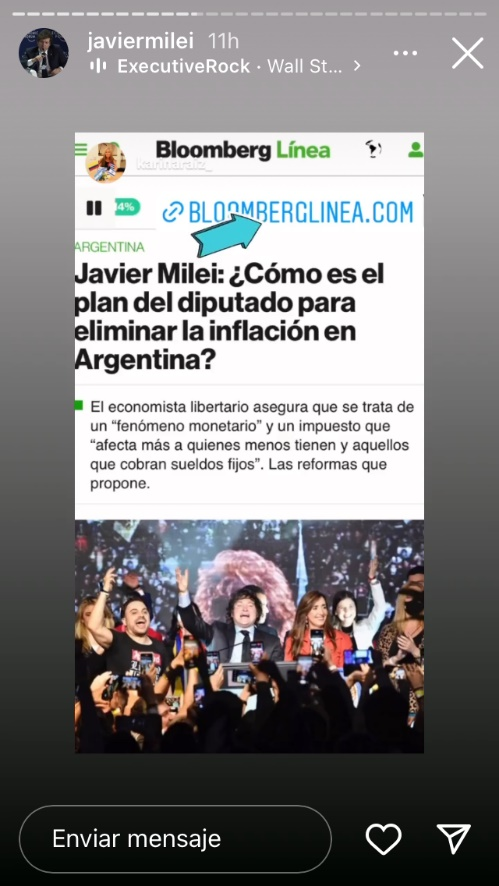 javiermilei 11h
ExecutiveRock · Wall St... >
Bloomberg Línea
karinaraiz_
4%
BLOOMBERGLINEA.COM
ARGENTINA
Javier Milei: ¿Cómo es el
plan del diputado para
eliminar la inflación en
Argentina?
El economista libertario asegura que se trata de
un “fenómeno monetario” y un impuesto que
“afecta más a quienes menos tienen y aquellos
que cobran sueldos fijos”. Las reformas que
propone.
Enviar mensaje